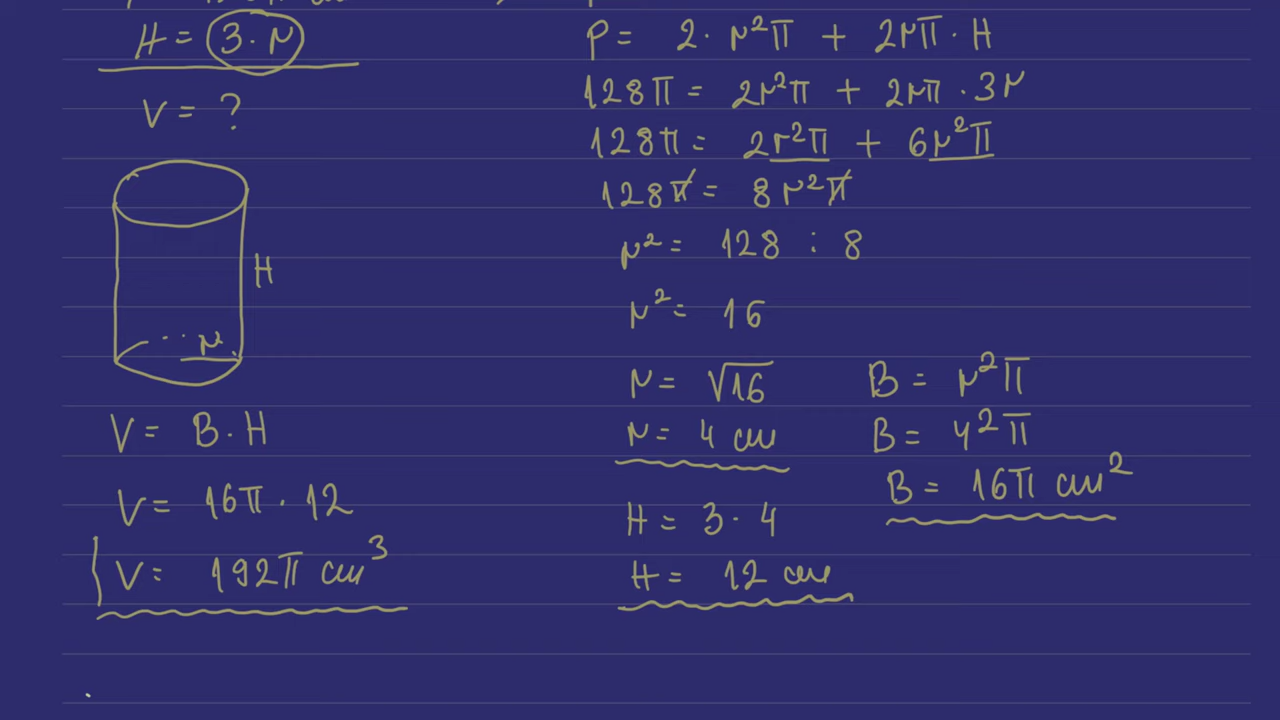 H = 3 · r
V = ?
H
r
V = B · H
V = 16π · 12
V = 192π cm³
P = 2 · r²π + 2rπ · H
128π = 2r²π + 2rπ · 3r
128π = 2r²π + 6r²π
128π = 8r²π
r² = 128 : 8
r² = 16
r = √16
r = 4 cm
H = 3 · 4
H = 12 cm
B = r²π
B = 4²π
B = 16π cm²